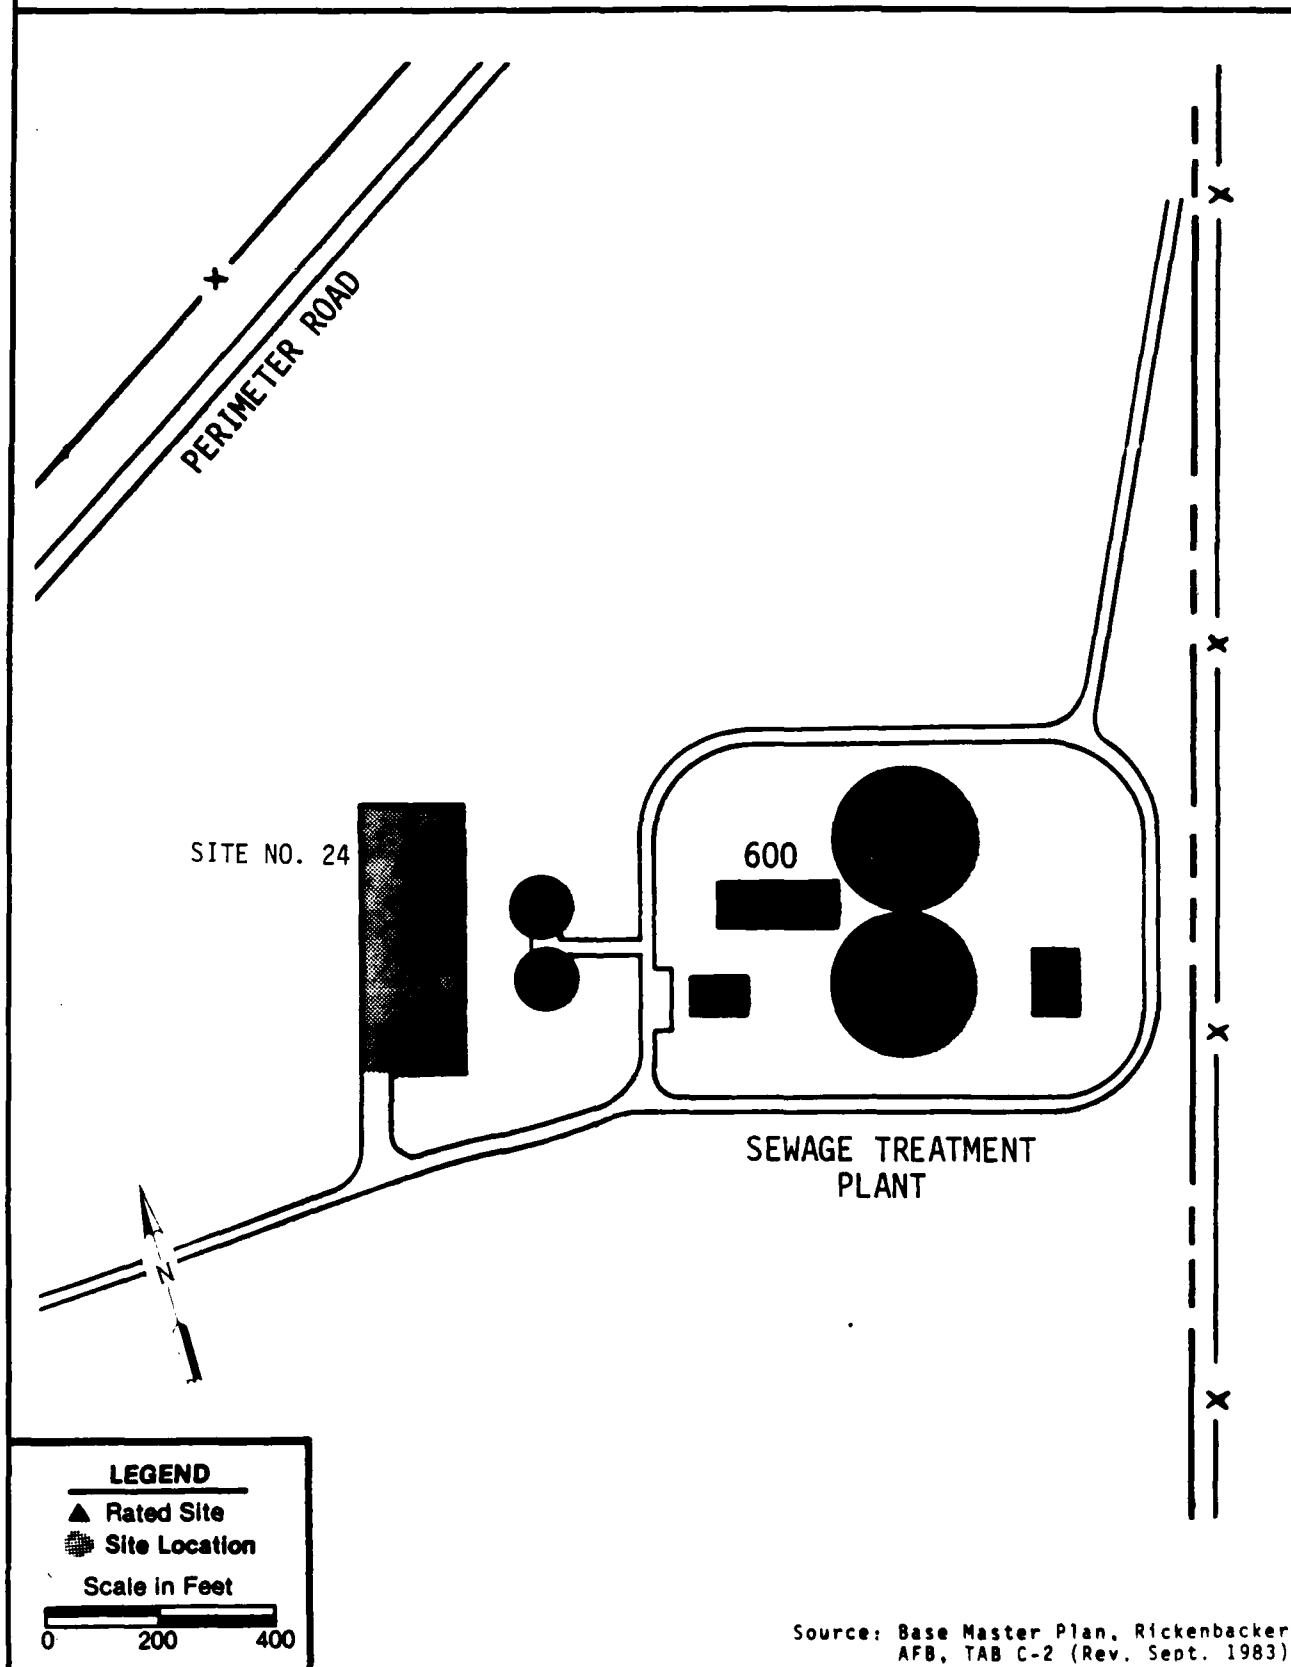 PERIMETER ROAD
SITE NO. 24
600
SEWAGE TREATMENT
PLANT
N
LEGEND
Rated Site
Site Location
Scale in Feet
0 200 400
Source: Base Master Plan, Rickenbacker
AFB, TAB C-2 (Rev. Sept. 1983)